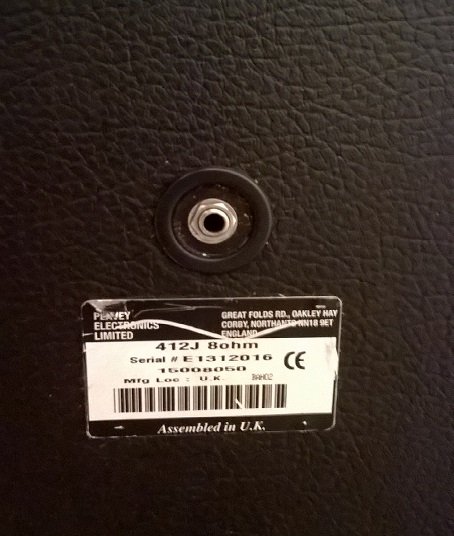 PEAVEY
ELECTRONICS
LIMITED
GREAT FOLDS RD., OAKLEY HAY
CORBY, NORTHANTS NN18 9ET
ENGLAND
412J 8ohm
Serial # E1312016
15008050
CE
Mfg Loc : U.K.
Assembled in U.K.